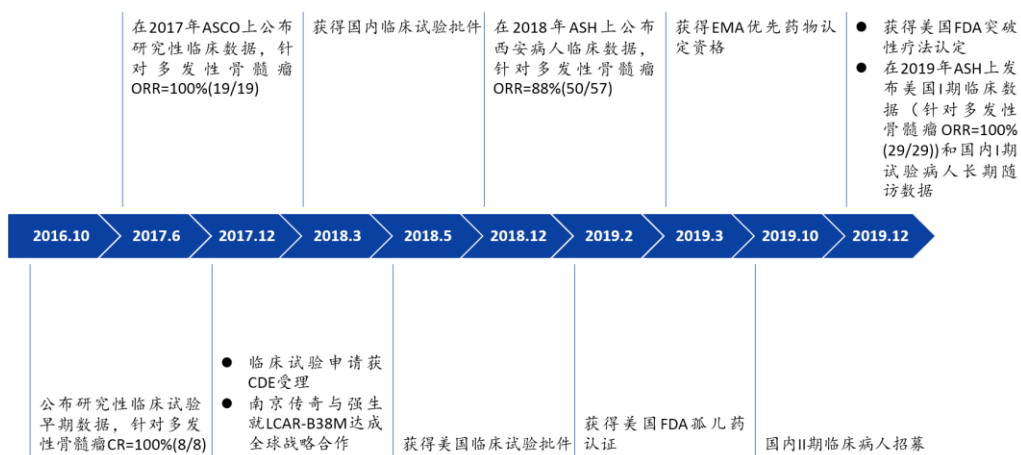 在2017年ASCO上公布
研究性临床数据，针
对多发性骨髓瘤
ORR=100%(19/19)
获得国内临床试验批件
在2018年ASH上公布
西安病人临床数据，
针对多发性骨髓瘤
ORR=88%(50/57)
获得EMA优先药物认
定资格
● 获得美国FDA突破
性疗法认定
● 在2019年ASH上发
布美国I期临床数
据（针对多发性
骨髓瘤ORR=100%
(29/29))和国内I期
试验病人长期随
访数据
2016.10 2017.6 2017.12 2018.3 2018.5 2018.12 2019.2 2019.3 2019.10 2019.12
公布研究性临床试验
早期数据，针对多发
性骨髓瘤CR=100%(8/8)
● 临床试验申请获
CDE受理
● 南京传奇与强生
就LCAR-B38M达成
全球战略合作
获得美国临床试验批件
获得美国FDA孤儿药
认证
国内II期临床病人招募